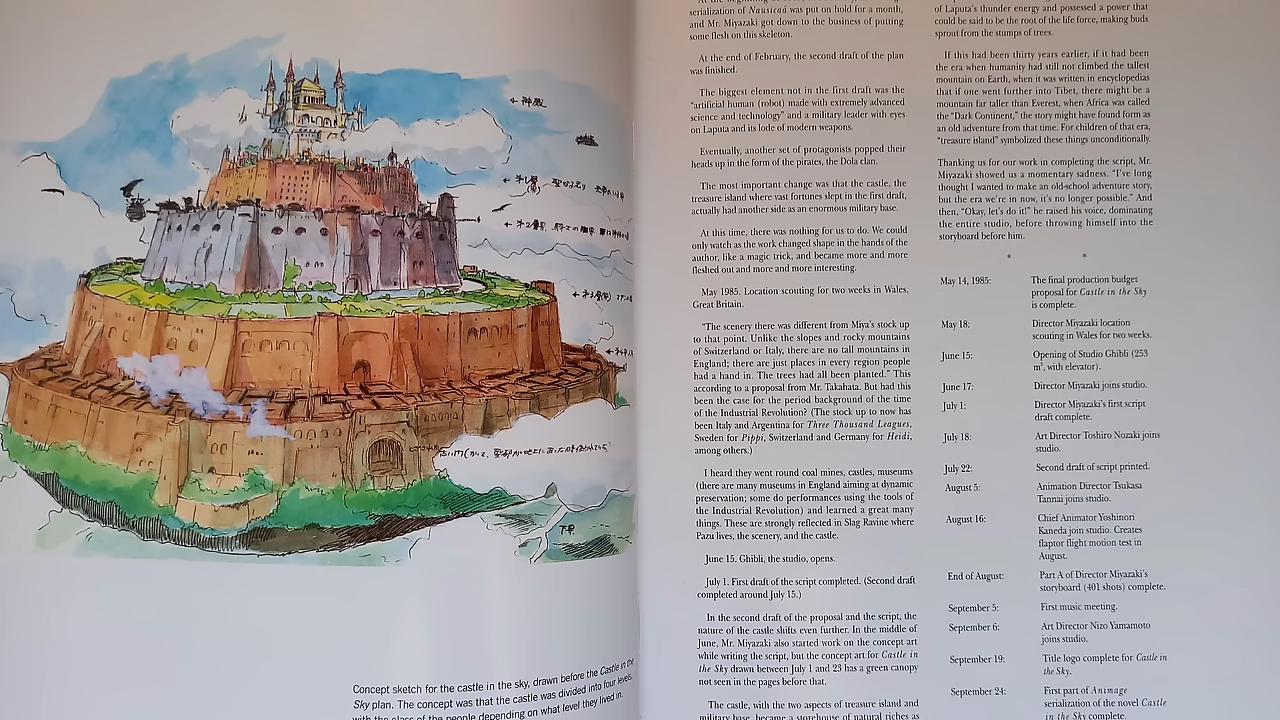 神殿
Concept sketch for the castle in the sky, drawn before the Castle in the
Sky plan. The concept was that the castle was divided into four levels,
with the class of the people depending on what level they lived in.
serialization of Nausicaä was put on hold for a month,
and Mr. Miyazaki got down to the business of putting
some flesh on this skeleton.
At the end of February, the second draft of the plan
was finished.
The biggest element not in the first draft was the
"artificial human (robot) made with extremely advanced
science and technology" and a military leader with eyes
on Laputa and its lode of modern weapons.
Eventually, another set of protagonists popped their
heads up in the form of the pirates, the Dola clan.
The most important change was that the castle, the
treasure island where vast fortunes slept in the first draft,
actually had another side as an enormous military base.
At this time, there was nothing for us to do. We could
only watch as the work changed shape in the hands of the
author, like a magic trick, and became more and more
fleshed out and more and more interesting.
May 1985. Location scouting for two weeks in Wales,
Great Britain.
"The scenery there was different from Miya's stock up
to that point. Unlike the slopes and rocky mountains
of Switzerland or Italy, there are no tall mountains in
England; there are just places in every region people
had a hand in. The trees had all been planted." This
according to a proposal from Mr. Takahata. But had this
been the case for the period background of the time
of the Industrial Revolution? (The stock up to now has
been Italy and Argentina for Three Thousand Leagues,
Sweden for Pippi, Switzerland and Germany for Heidi,
among others.)
I heard they went round coal mines, castles, museums
(there are many museums in England aiming at dynamic
preservation; some do performances using the tools of
the Industrial Revolution) and learned a great many
things. These are strongly reflected in Slag Ravine where
Pazu lives, the scenery, and the castle.
June 15. Ghibli, the studio, opens.
July 1. First draft of the script completed. (Second draft
completed around July 15.)
In the second draft of the proposal and the script, the
nature of the castle shifts even further. In the middle of
June, Mr. Miyazaki also started work on the concept art
while writing the script, but the concept art for Castle in
the Sky drawn between July 1 and 23 has a green canopy
not seen in the pages before that.
The castle, with the two aspects of treasure island and
military base, became a storehouse of natural riches as
of Laputa's thunder energy and possessed a power that
could be said to be the root of the life force, making buds
sprout from the stumps of trees.
If this had been thirty years earlier, if it had been
the era when humanity had still not climbed the tallest
mountain on Earth, when it was written in encyclopedias
that if one went further into Tibet, there might be a
mountain far taller than Everest, when Africa was called
the "Dark Continent," the story might have found form as
an old adventure from that time. For children of that era,
"treasure island" symbolized these things unconditionally.
Thanking us for our work in completing the script, Mr.
Miyazaki showed us a momentary sadness. "I've long
thought I wanted to make an old-school adventure story,
but the era we're in now, it's no longer possible." And
then, "Okay, let's do it!" he raised his voice, dominating
the entire studio, before throwing himself into the
storyboard before him.
* *
May 14, 1985: The final production budget
proposal for Castle in the Sky
is complete.
May 18: Director Miyazaki location
scouting in Wales for two weeks.
June 15: Opening of Studio Ghibli (253
m², with elevator).
June 17: Director Miyazaki joins studio.
July 1: Director Miyazaki's first script
draft complete.
July 18: Art Director Toshiro Nozaki joins
studio.
July 22: Second draft of script printed.
August 5: Animation Director Tsukasa
Tannai joins studio.
August 16: Chief Animator Yoshinori
Kaneda join studio. Creates
flaptor flight motion test in
August.
End of August: Part A of Director Miyazaki's
storyboard (401 shots) complete.
September 5: First music meeting.
September 6: Art Director Nizo Yamamoto
joins studio.
September 19: Title logo complete for Castle in
the Sky.
September 24: First part of Animage
serialization of the novel Castle
in the Sky complete.